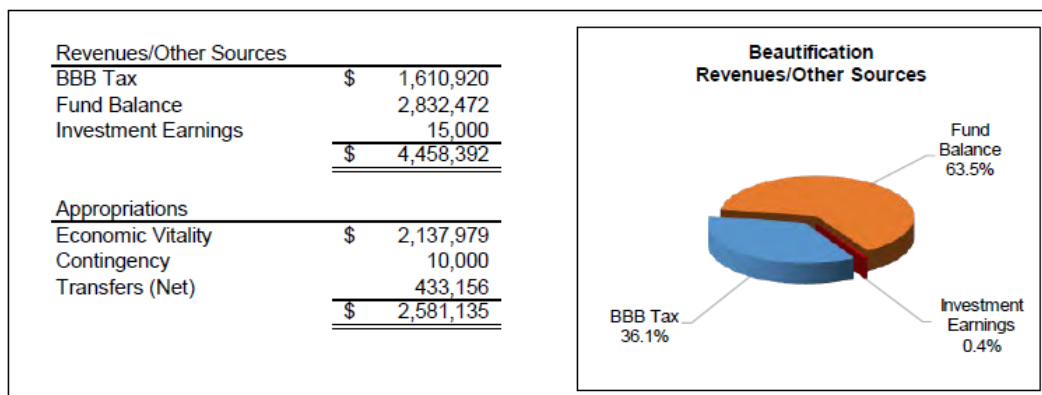 Revenues/Other Sources
BBB Tax $ 1,610,920
Fund Balance 2,832,472
Investment Earnings 15,000
$ 4,458,392
Appropriations
Economic Vitality $ 2,137,979
Contingency 10,000
Transfers (Net) 433,156
$ 2,581,135
Beautification
Revenues/Other Sources
Fund
Balance
63.5%
BBB Tax
36.1%
Investment
Earnings
0.4%